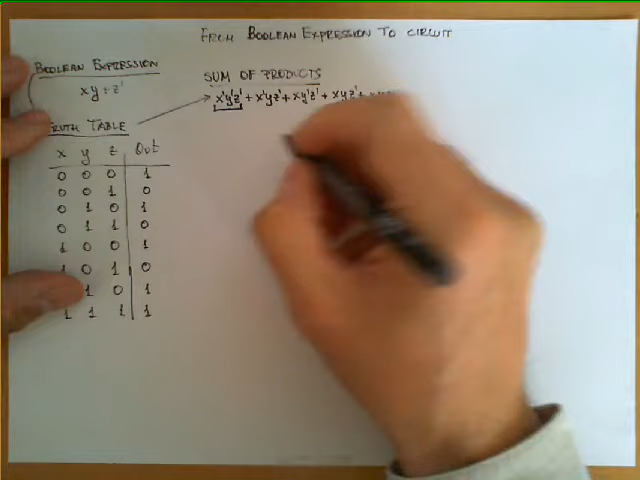 FROM BOOLEAN EXPRESSION TO CIRCUIT
BOOLEAN EXPRESSION
xy + z'
SUM OF PRODUCTS
x'y'z' + x'yz' + xy'z' + xyz' +
TABLE
x y z Out
0 0 0 1
0 0 1 0
0 1 0 1
0 1 1 0
1 0 0 1
1 0 1 0
1 0 1
1 1 1 1